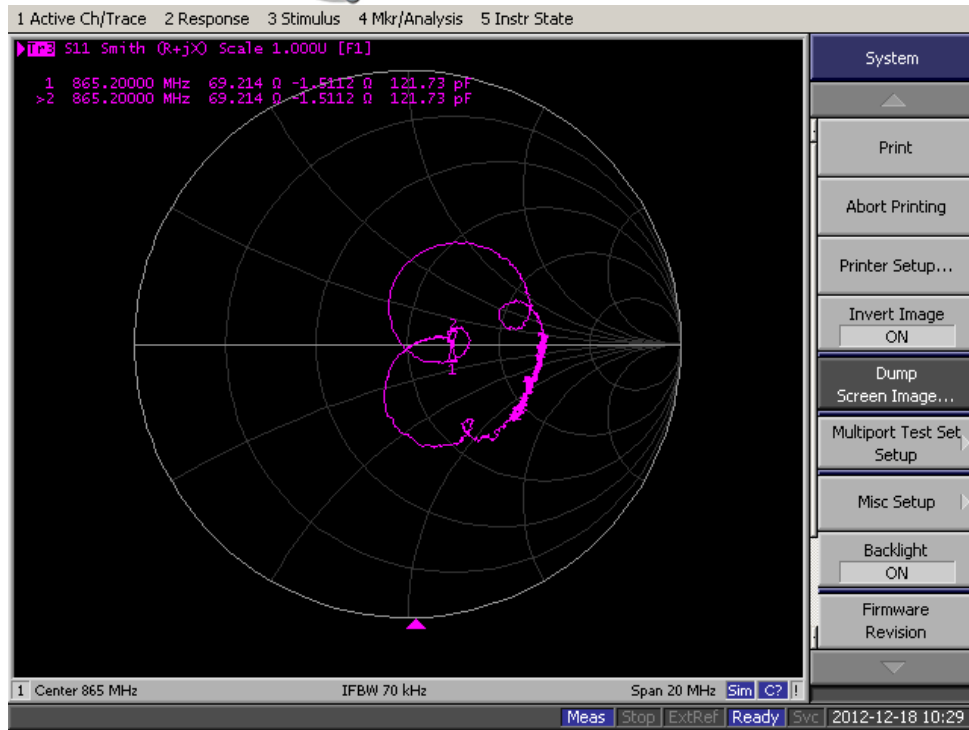 1 Active Ch/Trace 2 Response 3 Stimulus 4 Mkr/Analysis 5 Instr State
Tr3 S11 Smith (R+jX) Scale 1.000U [F1]
1 865.20000 MHz 69.214 Ω -1.5112 Ω 121.73 pF
>2 865.20000 MHz 69.214 Ω -1.5112 Ω 121.73 pF
1
System
Print
Abort Printing
Printer Setup...
Invert Image
ON
Dump
Screen Image...
Multiport Test Set
Setup
Misc Setup
Backlight
ON
Firmware
Revision
1 Center 865 MHz IFBW 70 kHz Span 20 MHz Sim C? !
Meas Stop ExtRef Ready Svc 2012-12-18 10:29